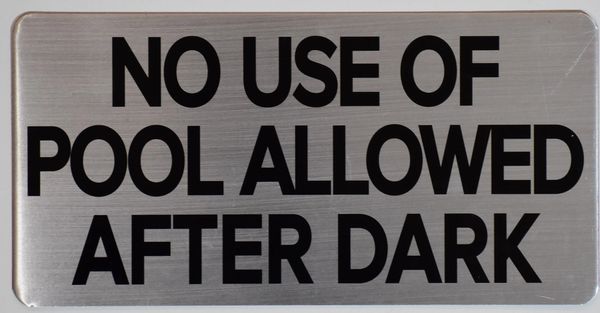 NO USE OF
POOL ALLOWED
AFTER DARK